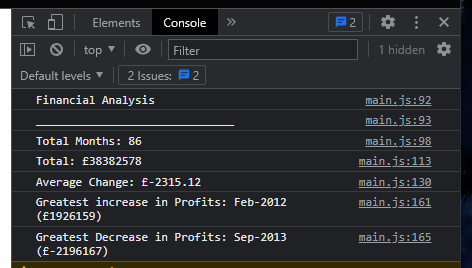 Elements Console » 2
top Filter 1 hidden
Default levels 2 Issues: 2
Financial Analysis main.js:92
______________________________ main.js:93
Total Months: 86 main.js:98
Total: £38382578 main.js:113
Average Change: £-2315.12 main.js:130
Greatest increase in Profits: Feb-2012 main.js:161
(£1926159)
Greatest Decrease in Profits: Sep-2013 main.js:165
(£-2196167)